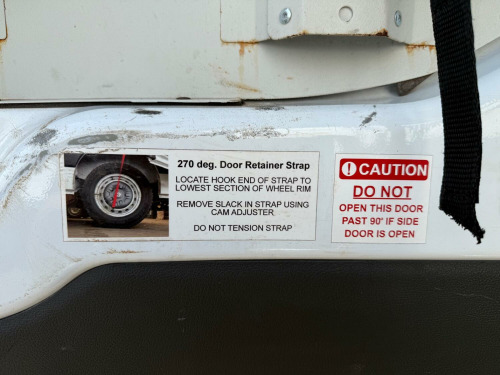 270 deg. Door Retainer Strap
LOCATE HOOK END OF STRAP TO
LOWEST SECTION OF WHEEL RIM
REMOVE SLACK IN STRAP USING
CAM ADJUSTER
DO NOT TENSION STRAP
! CAUTION
DO NOT
OPEN THIS DOOR
PAST 90° IF SIDE
DOOR IS OPEN